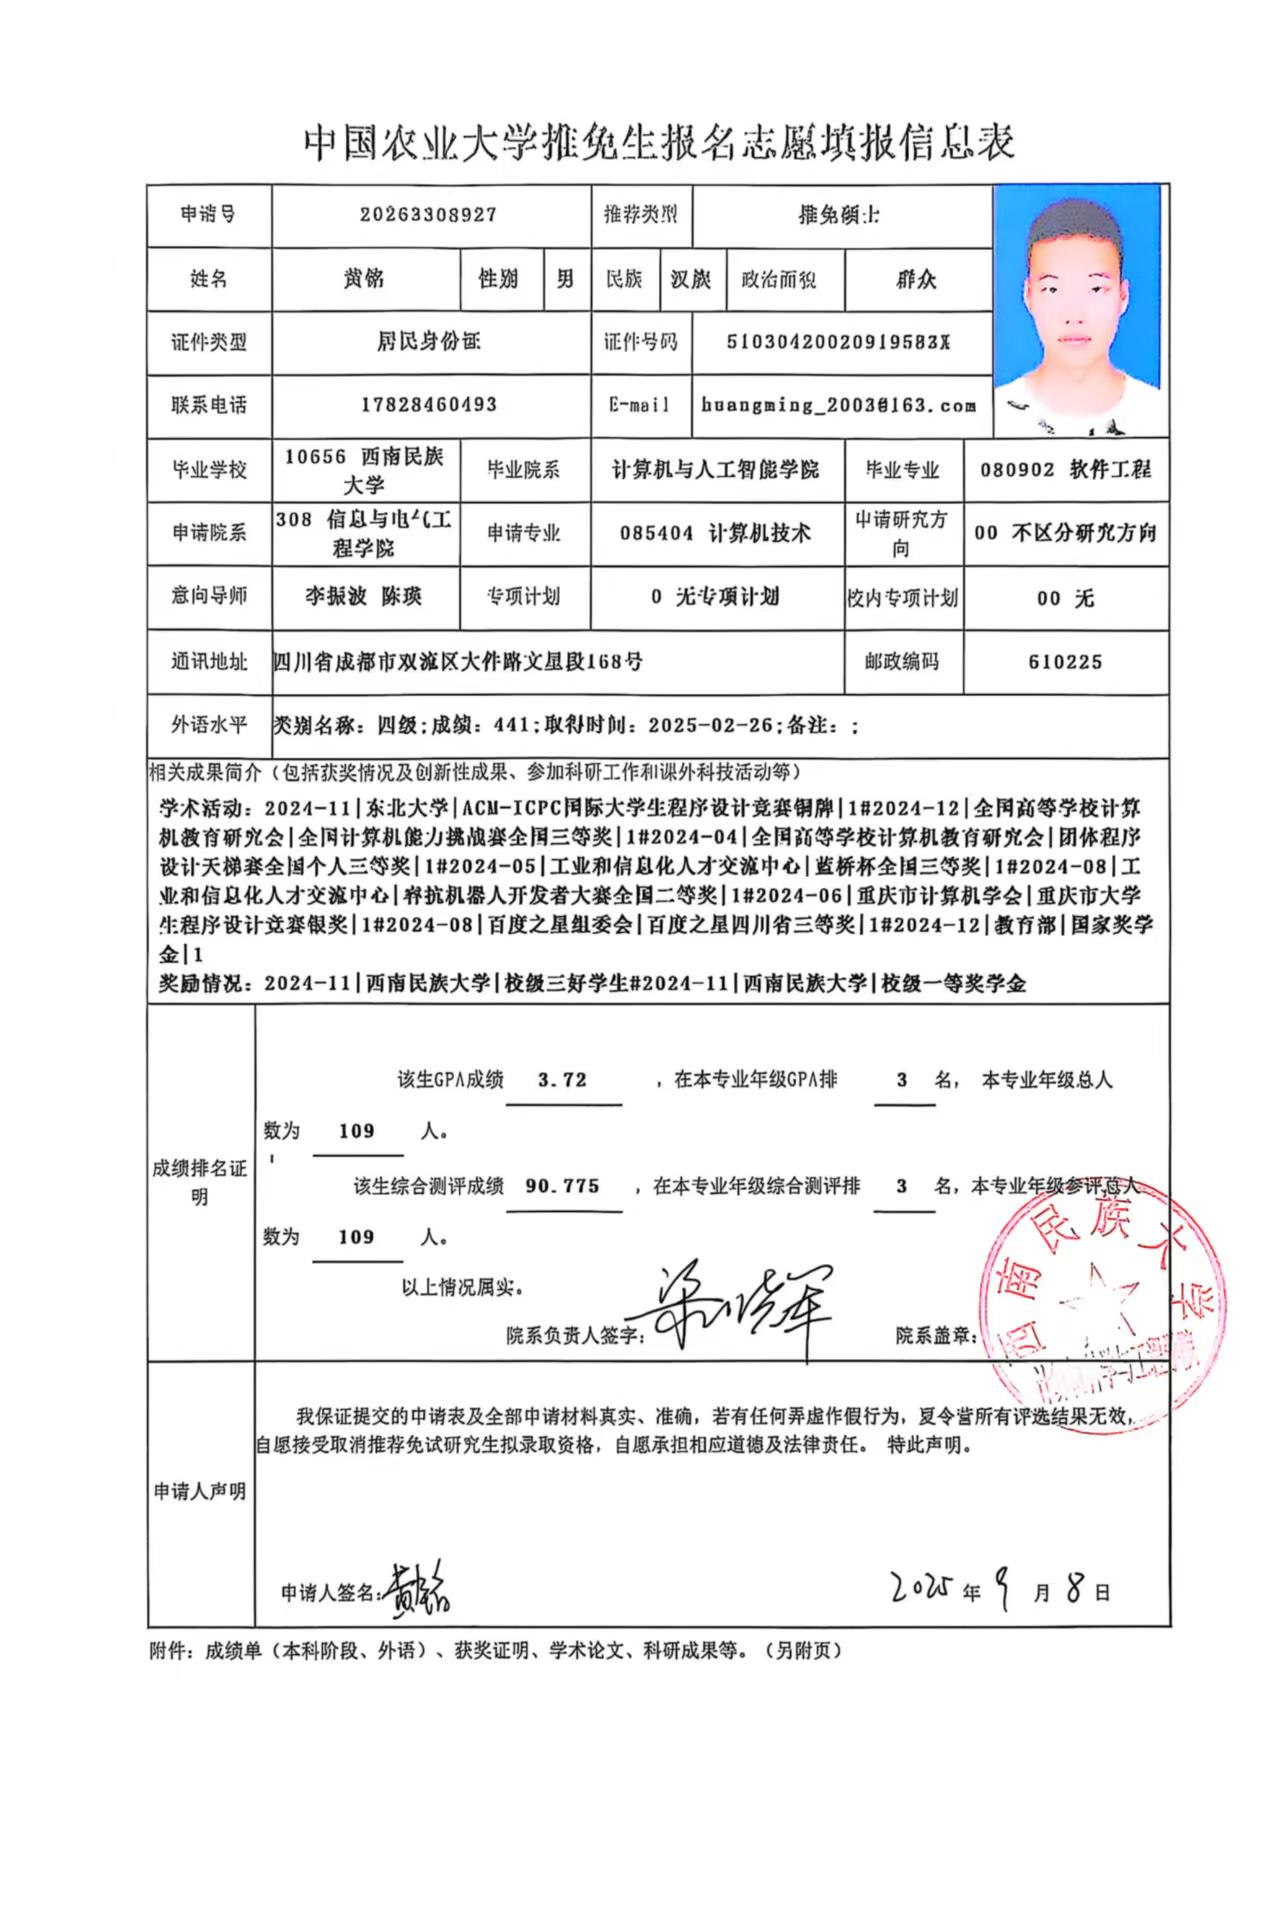 中国农业大学推免生报名志愿填报信息表
申请号 20263308927 推荐类型 推免硕士
姓名 黄铭 性别 男 民族 汉族 政治面貌 群众
证件类型 居民身份证 证件号码 51030420020919583X
联系电话 17828460493 E-mail huangming_2003@163.com
毕业学校 10656 西南民族大学 毕业院系 计算机与人工智能学院 毕业专业 080902 软件工程
申请院系 308 信息与电气工程学院 申请专业 085404 计算机技术 申请研究方向 00 不区分研究方向
意向导师 李振波 陈瑛 专项计划 0 无专项计划 校内专项计划 00 无
通讯地址 四川省成都市双流区大件路文星段168号 邮政编码 610225
外语水平 类别名称：四级;成绩：441;取得时间：2025-02-26;备注：;
相关成果简介（包括获奖情况及创新性成果、参加科研工作和课外科技活动等）
学术活动：2024-11|东北大学|ACM-ICPC国际大学生程序设计竞赛铜牌|1#2024-12|全国高等学校计算
机教育研究会|全国计算机能力挑战赛全国三等奖|1#2024-04|全国高等学校计算机教育研究会|团体程序
设计天梯赛全国个人三等奖|1#2024-05|工业和信息化人才交流中心|蓝桥杯全国三等奖|1#2024-08|工
业和信息化人才交流中心|睿抗机器人开发者大赛全国二等奖|1#2024-06|重庆市计算机学会|重庆市大学
生程序设计竞赛银奖|1#2024-08|百度之星组委会|百度之星四川省三等奖|1#2024-12|教育部|国家奖学
金|1
奖励情况：2024-11|西南民族大学|校级三好学生#2024-11|西南民族大学|校级一等奖学金
成绩排名证明
该生GPA成绩 3.72 ，在本专业年级GPA排 3 名，本专业年级总人
数为 109 人。
该生综合测评成绩 90.775 ，在本专业年级综合测评排 3 名，本专业年级参评总人
数为 109 人。
以上情况属实。
院系负责人签字： 梁晓军 院系盖章：
西南民族大学
申请人声明
我保证提交的申请表及全部申请材料真实、准确，若有任何弄虚作假行为，夏令营所有评选结果无效，
自愿接受取消推荐免试研究生拟录取资格，自愿承担相应道德及法律责任。 特此声明。
申请人签名： 黄铭 2025 年 9 月 8 日
附件：成绩单（本科阶段、外语）、获奖证明、学术论文、科研成果等。（另附页）